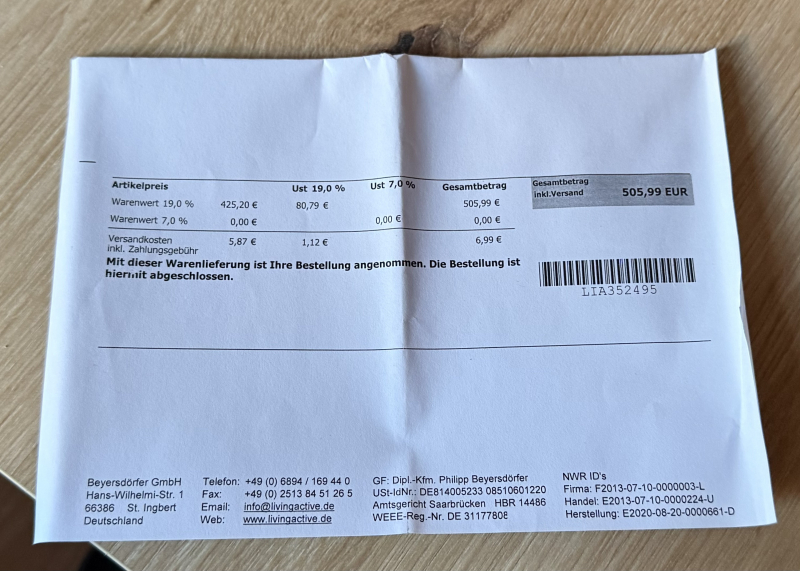 Artikelpreis Ust 19,0 % Ust 7,0 % Gesamtbetrag
Warenwert 19,0 % 425,20 € 80,79 € 505,99 €
Warenwert 7,0 % 0,00 € 0,00 € 0,00 €
Versandkosten 5,87 € 1,12 € 6,99 €
inkl. Zahlungsgebühr
Gesamtbetrag
inkl.Versand 505,99 EUR
Mit dieser Warenlieferung ist Ihre Bestellung angenommen. Die Bestellung ist
hiermit abgeschlossen.
LIA352495
Beyersdörfer GmbH
Hans-Wilhelmi-Str. 1
66386 St. Ingbert
Deutschland
Telefon: +49 (0) 6894 / 169 44 0
Fax: +49 (0) 2513 84 51 26 5
Email: info@livingactive.de
Web: www.livingactive.de
GF: Dipl.-Kfm. Philipp Beyersdörfer
USt-IdNr.: DE814005233 08510601220
Amtsgericht Saarbrücken HBR 14486
WEEE-Reg.-Nr. DE 31177808
NWR ID's
Firma: F2013-07-10-0000003-L
Handel: E2013-07-10-0000224-U
Herstellung: E2020-08-20-0000661-D